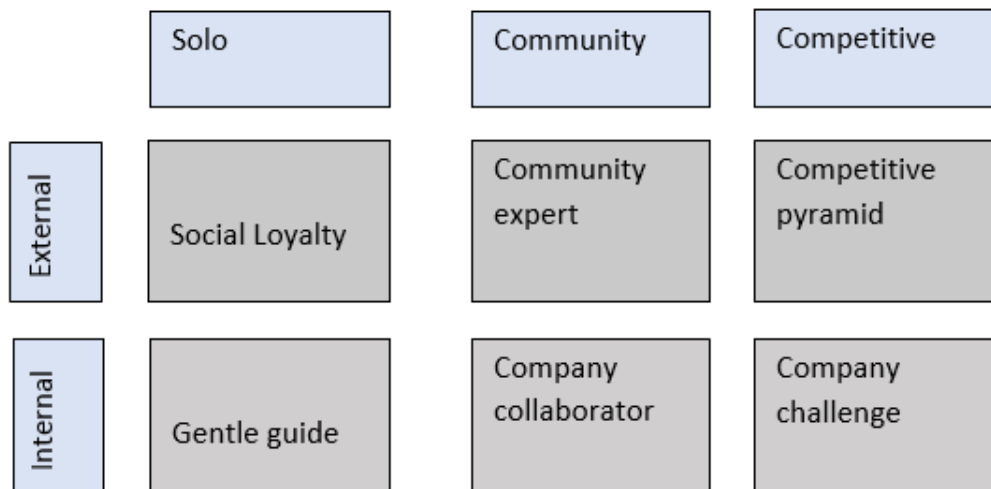 Solo
Community
Competitive
External
Social Loyalty
Community
expert
Competitive
pyramid
Internal
Gentle guide
Company
collaborator
Company
challenge